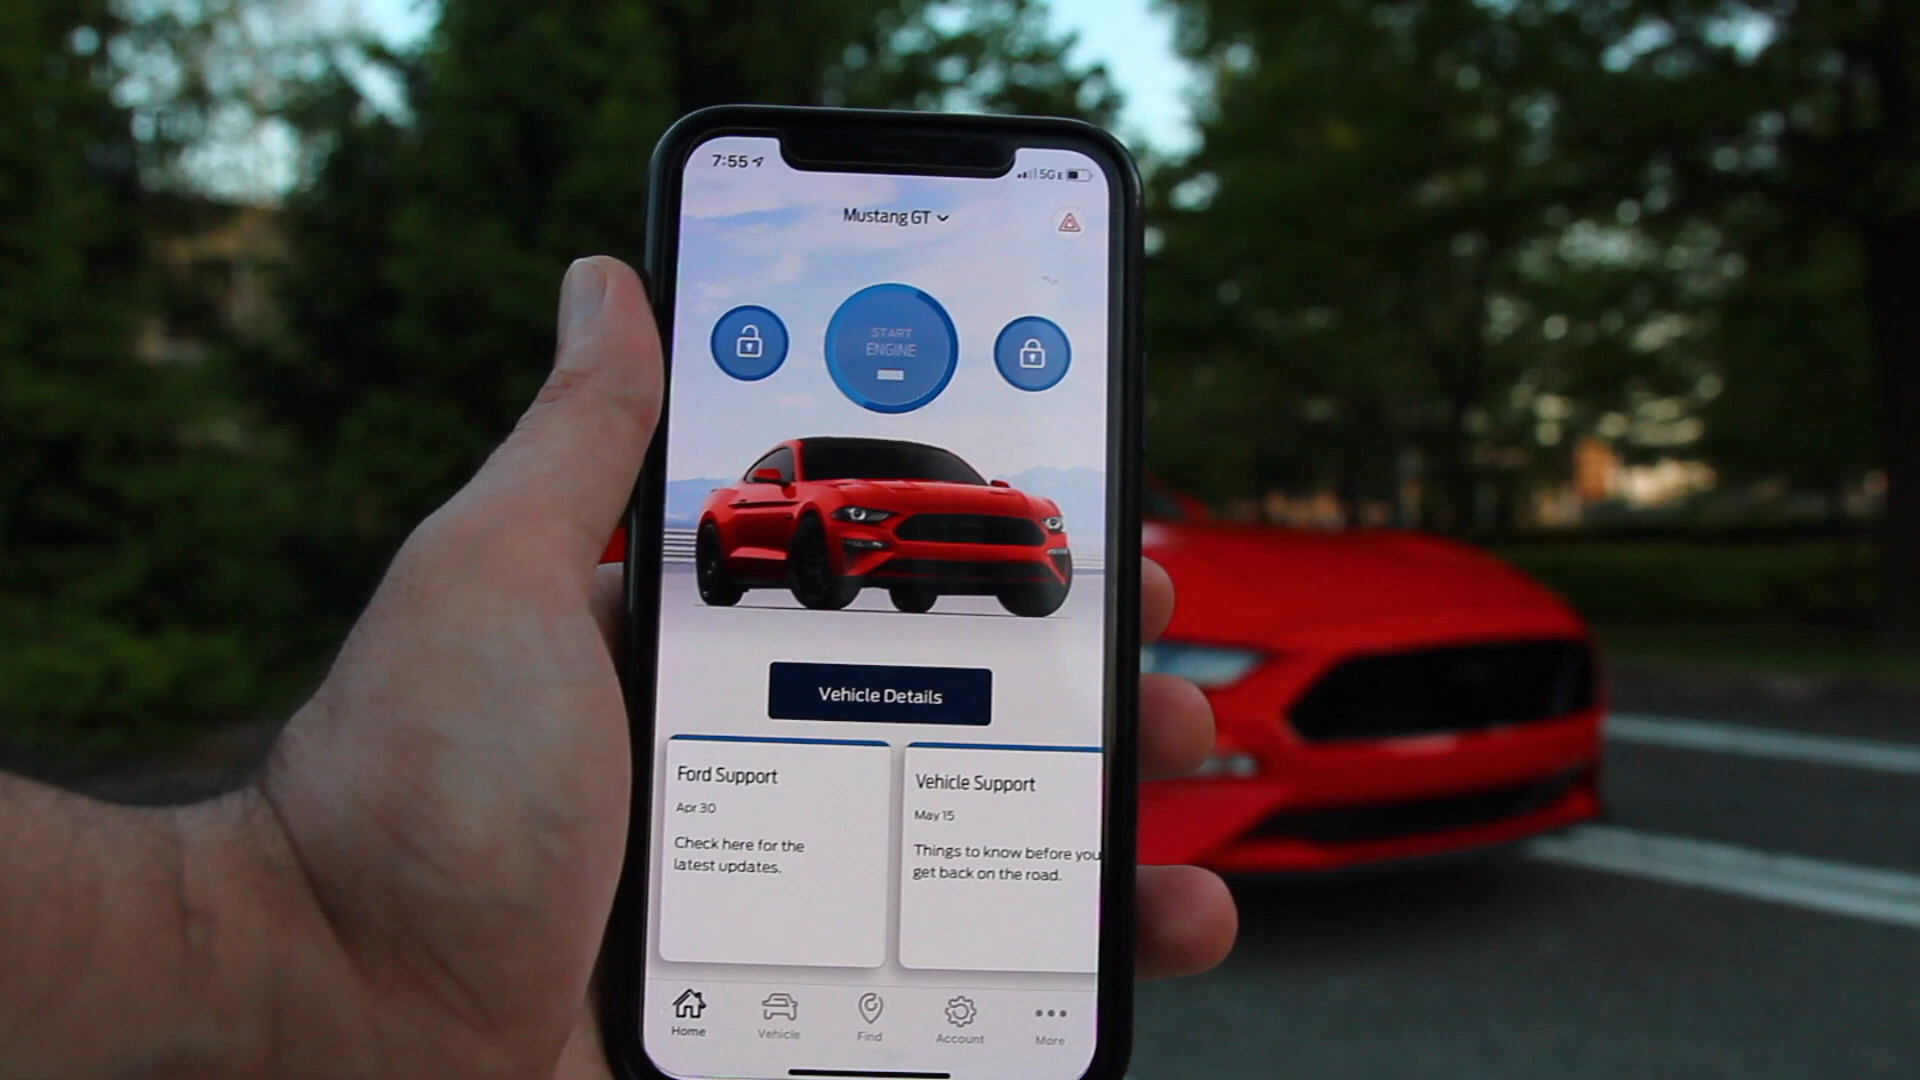 7:55
5GE
Mustang GT
START
ENGINE
Vehicle Details
Ford Support
Apr 30
Check here for the
latest updates.
Vehicle Support
May 15
Things to know before you
get back on the road.
Home
Vehicle
Find
Account
More